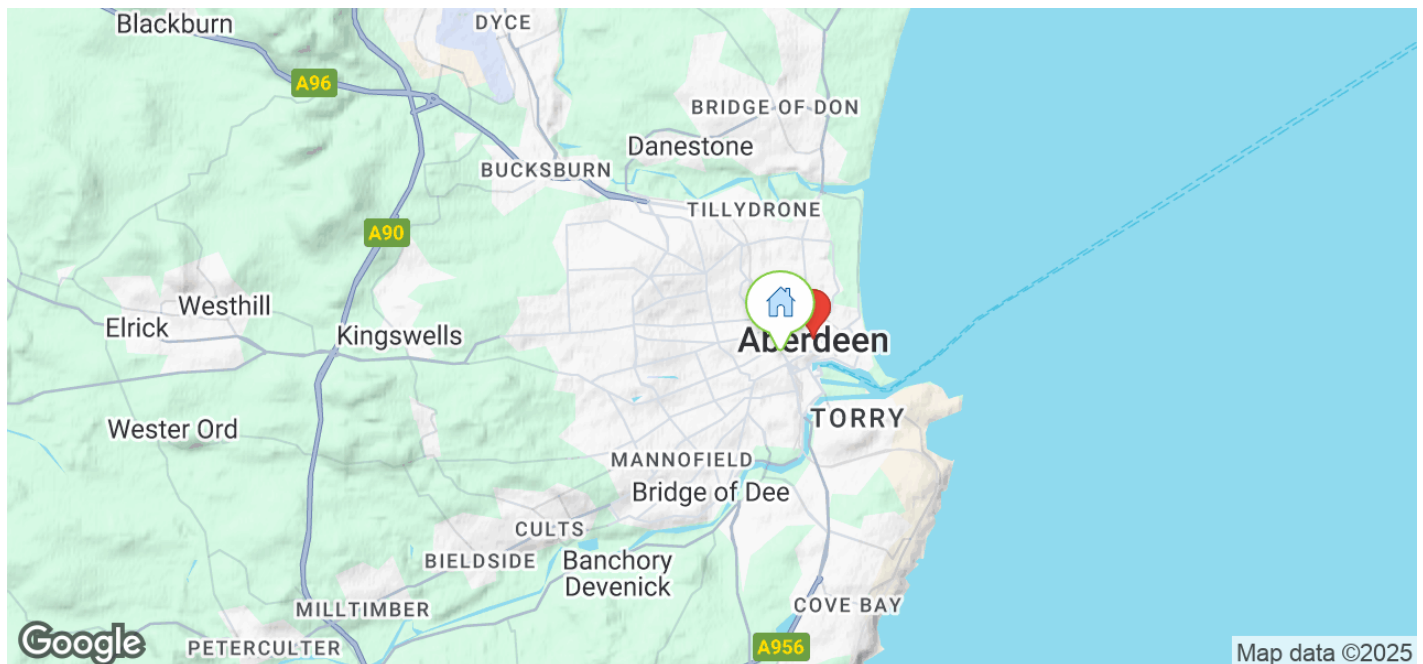 Blackburn
DYCE
A96
BRIDGE OF DON
Danestone
BUCKSBURN
TILLYDRONE
A90
Westhill
Elrick
Kingswells
Aberdeen
TORRY
Wester Ord
MANNOFIELD
Bridge of Dee
CULTS
BIELDSIDE
Banchory
Devenick
MILLTIMBER
COVE BAY
PETERCULTER
A956
Google
Map data ©2025